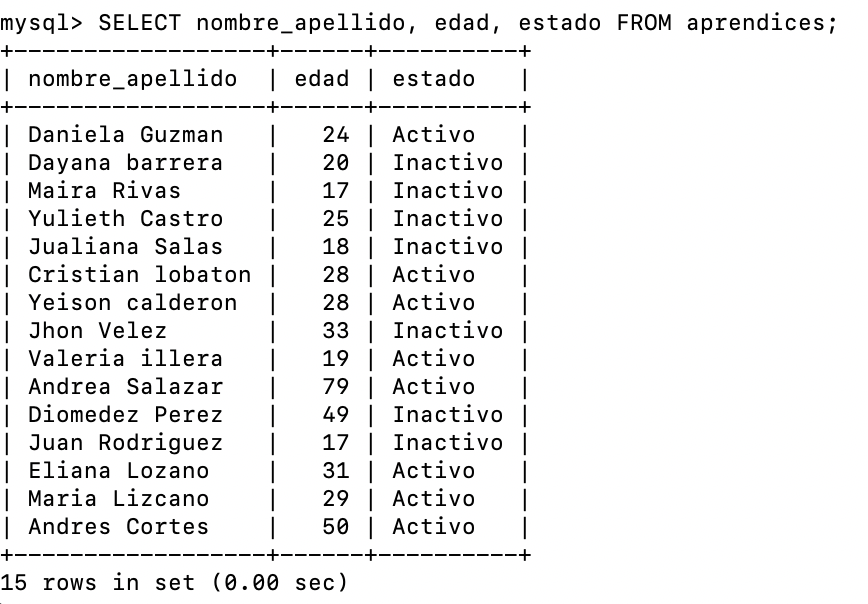 mysql> SELECT nombre_apellido, edad, estado FROM aprendices;
+------------------+------+----------+
| nombre_apellido  | edad | estado   |
+------------------+------+----------+
| Daniela Guzman   |   24 | Activo   |
| Dayana barrera   |   20 | Inactivo |
| Maira Rivas      |   17 | Inactivo |
| Yulieth Castro   |   25 | Inactivo |
| Jualiana Salas   |   18 | Inactivo |
| Cristian lobaton |   28 | Activo   |
| Yeison calderon  |   28 | Activo   |
| Jhon Velez       |   33 | Inactivo |
| Valeria illera   |   19 | Activo   |
| Andrea Salazar   |   79 | Activo   |
| Diomedez Perez   |   49 | Inactivo |
| Juan Rodriguez   |   17 | Inactivo |
| Eliana Lozano    |   31 | Activo   |
| Maria Lizcano    |   29 | Activo   |
| Andres Cortes    |   50 | Activo   |
+------------------+------+----------+
15 rows in set (0.00 sec)